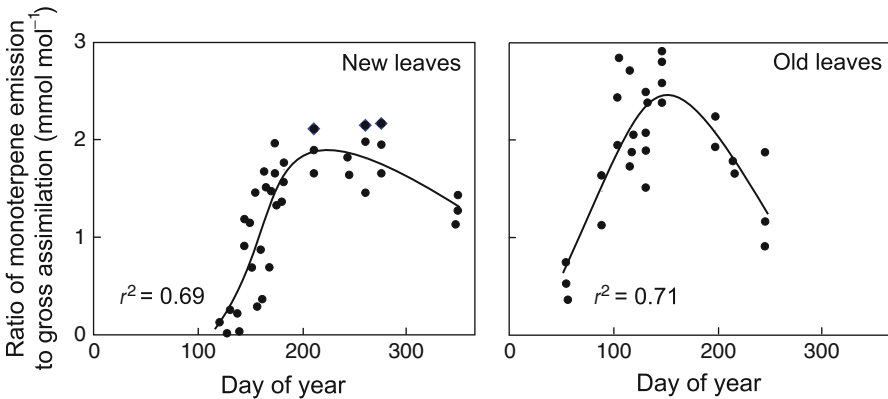 Ratio of monoterpene emission
to gross assimilation (mmol mol⁻¹)
3
2
1
0
New leaves
r² = 0.69
0 100 200 300
Day of year
Old leaves
r² = 0.71
0 100 200 300
Day of year